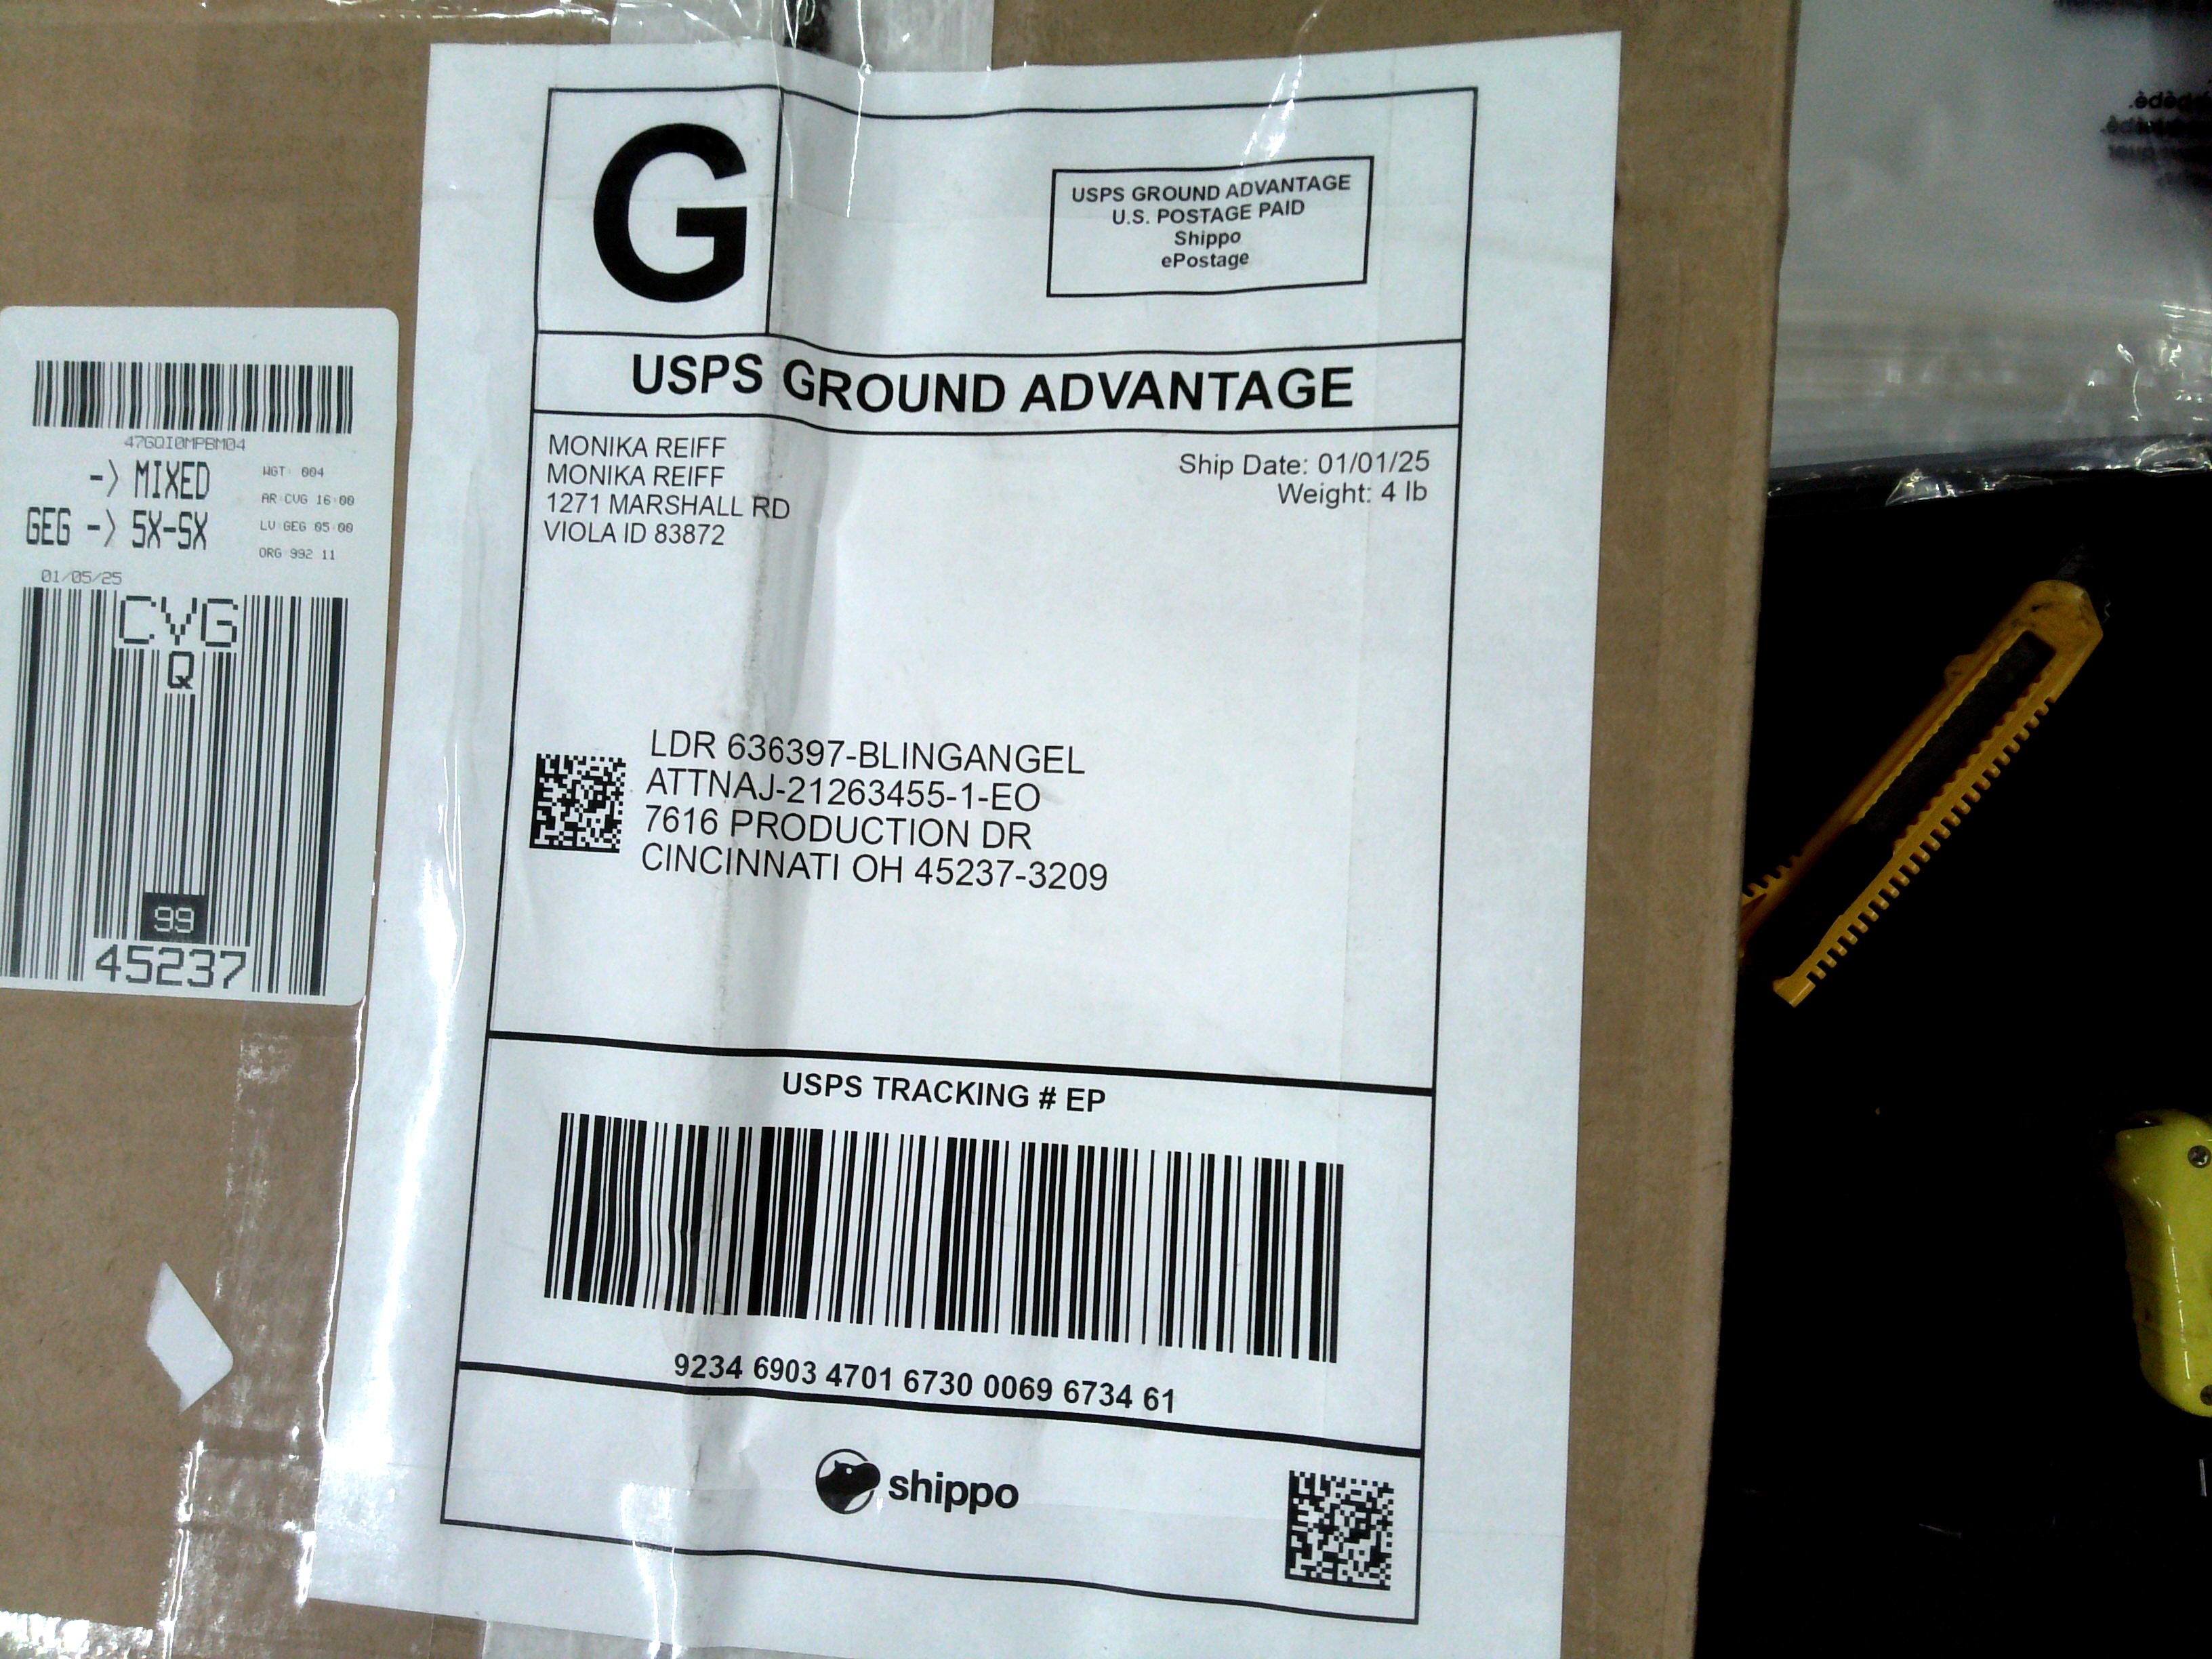 G
USPS GROUND ADVANTAGE
U.S. POSTAGE PAID
Shippo
ePostage
USPS GROUND ADVANTAGE
MONIKA REIFF
MONIKA REIFF
1271 MARSHALL RD
VIOLA ID 83872
Ship Date: 01/01/25
Weight: 4 lb
LDR 636397-BLINGANGEL
ATTNAJ-21263455-1-EO
7616 PRODUCTION DR
CINCINNATI OH 45237-3209
USPS TRACKING # EP
9234 6903 4701 6730 0069 6734 61
shippo
47GQI0MPBM04
-> MIXED
GEG -> SX-SX
WGT: 004
AR CVG 16:00
LV GEG 05:00
ORG 992 11
01/05/25
CVG
Q
99
45237